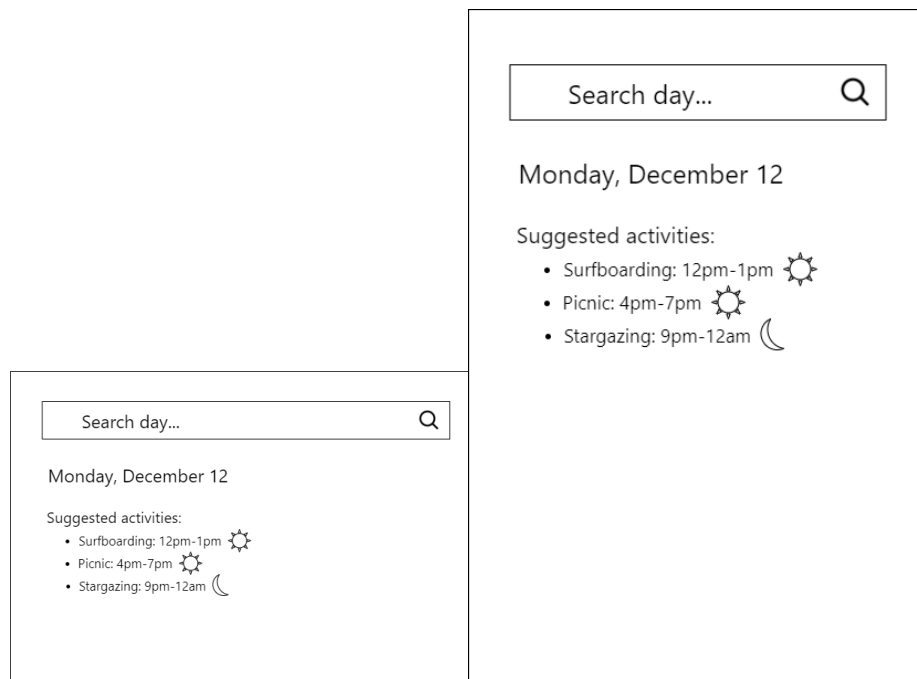 Search day...
Monday, December 12
Suggested activities:
• Surfboarding: 12pm-1pm
• Picnic: 4pm-7pm
• Stargazing: 9pm-12am
Search day...
Monday, December 12
Suggested activities:
• Surfboarding: 12pm-1pm
• Picnic: 4pm-7pm
• Stargazing: 9pm-12am